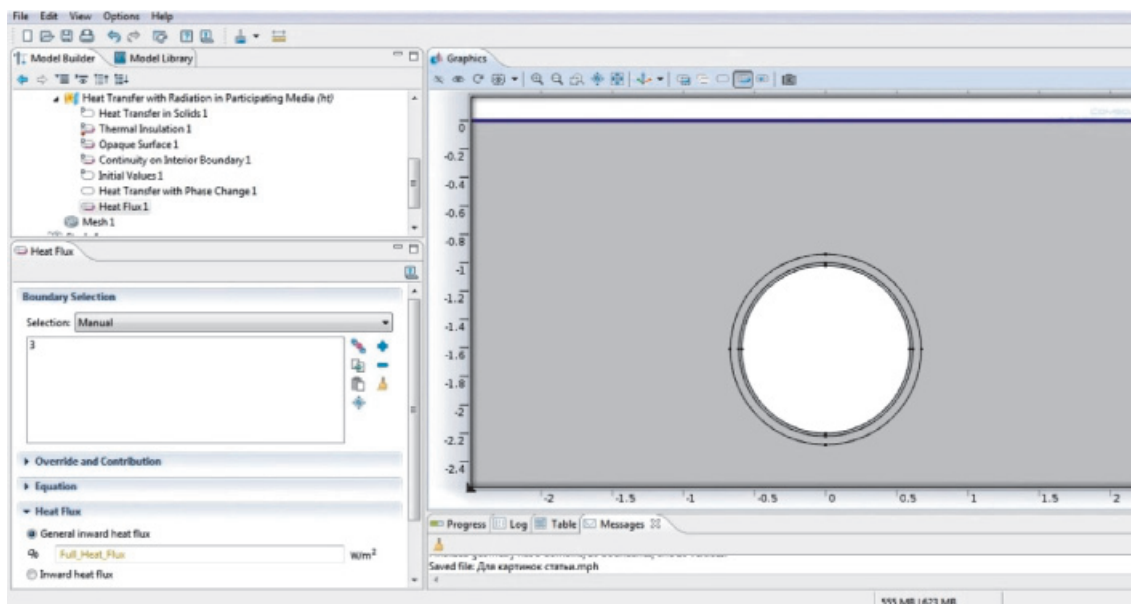 File Edit View Options Help
Model Builder Model Library
Heat Transfer with Radiation in Participating Media (ht)
Heat Transfer in Solids 1
Thermal Insulation 1
Opaque Surface 1
Continuity on Interior Boundary 1
Initial Values 1
Heat Transfer with Phase Change 1
Heat Flux 1
Mesh 1
Heat Flux
Boundary Selection
Selection: Manual
3
Override and Contribution
Equation
Heat Flux
General inward heat flux
q₀ Full_Heat_Flux W/m²
Inward heat flux
Graphics
0
-0.2
-0.4
-0.6
-0.8
-1
-1.2
-1.4
-1.6
-1.8
-2
-2.2
-2.4
-2 -1.5 -1 -0.5 0 0.5 1 1.5 2
Progress Log Table Messages
Saved file: Для картинок статьи.mph
555 MB | 623 MB